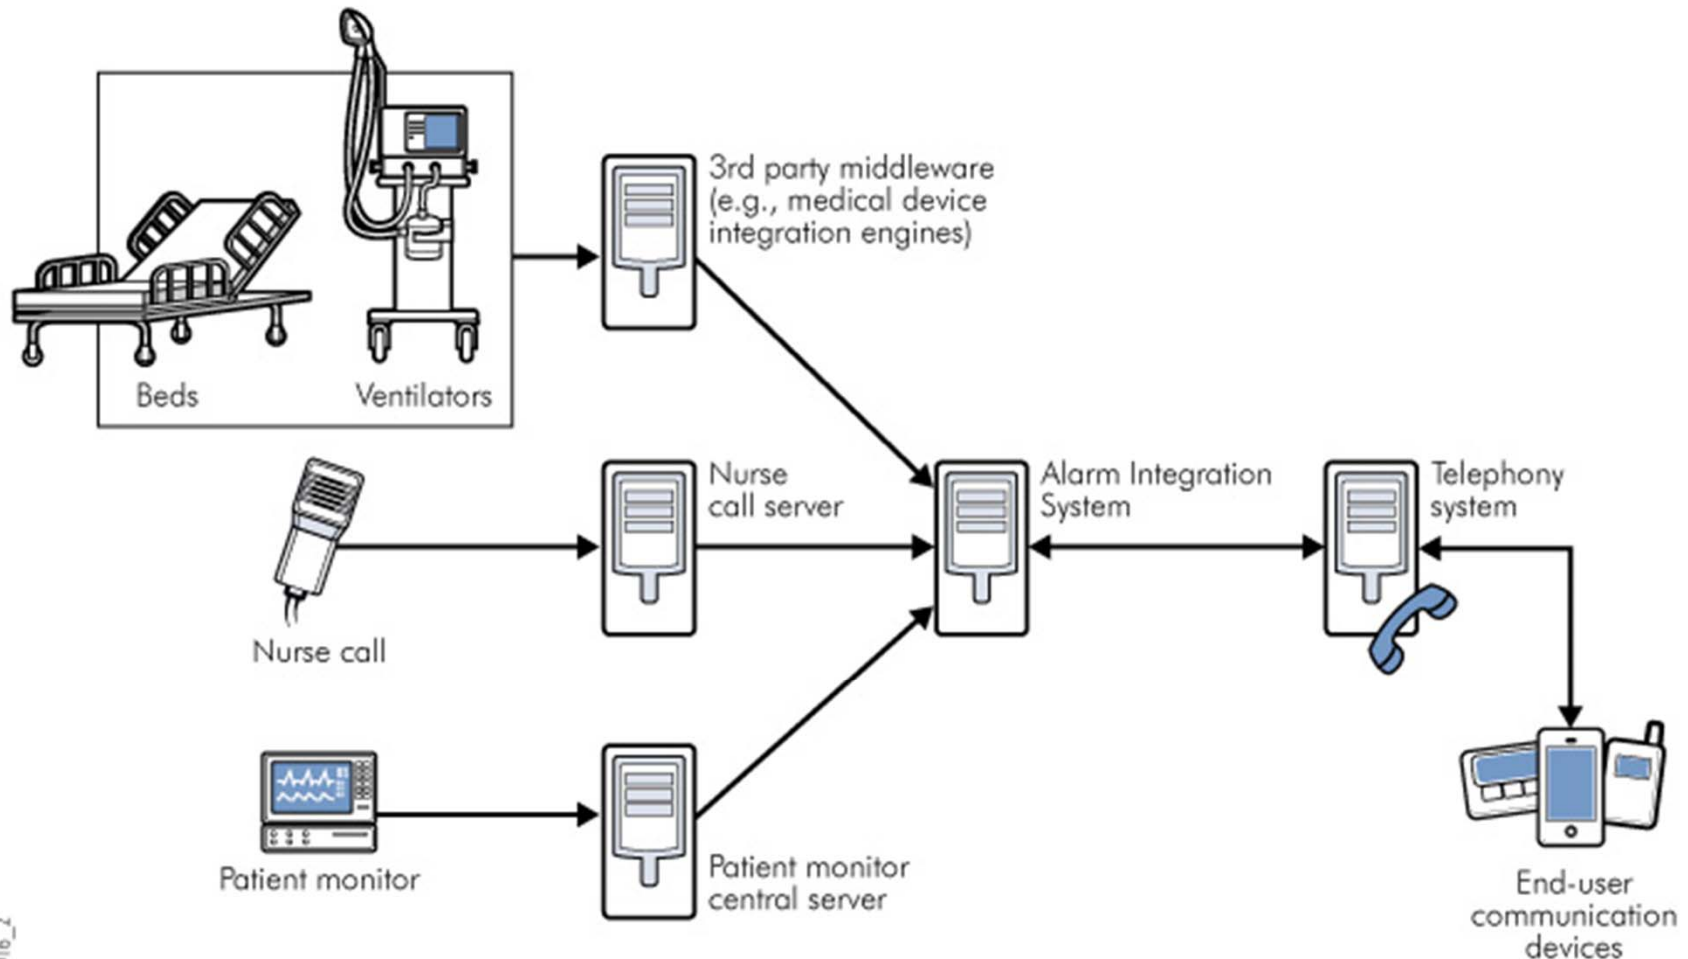 3rd party middleware
(e.g., medical device
integration engines)
Beds
Ventilators
Nurse
call server
Alarm Integration
System
Telephony
system
Nurse call
Patient monitor
Patient monitor
central server
End-user
communication
devices